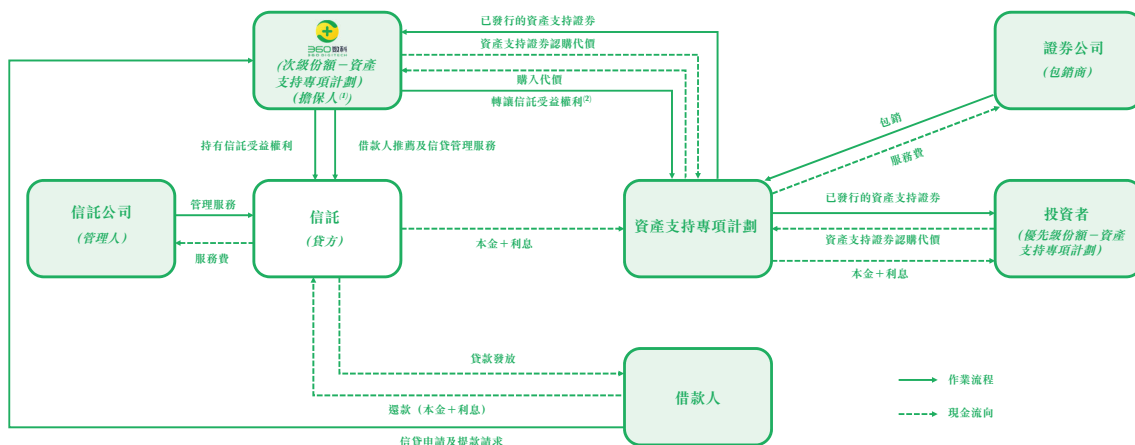 已發行的資產支持證券
資產支持證券認購代價
購入代價
轉讓信託受益權利⁽²⁾
360數科
360 DIGITECH
(次級份額－資產
支持專項計劃)
(擔保人⁽¹⁾)
證券公司
(包銷商)
包銷
服務費
持有信託受益權利
借款人推薦及信貸管理服務
信託公司
(管理人)
管理服務
服務費
信託
(貸方)
本金＋利息
資產支持專項計劃
已發行的資產支持證券
資產支持證券認購代價
本金＋利息
投資者
(優先級份額－資產
支持專項計劃)
貸款發放
還款（本金＋利息）
信貸申請及提款請求
借款人
作業流程
現金流向